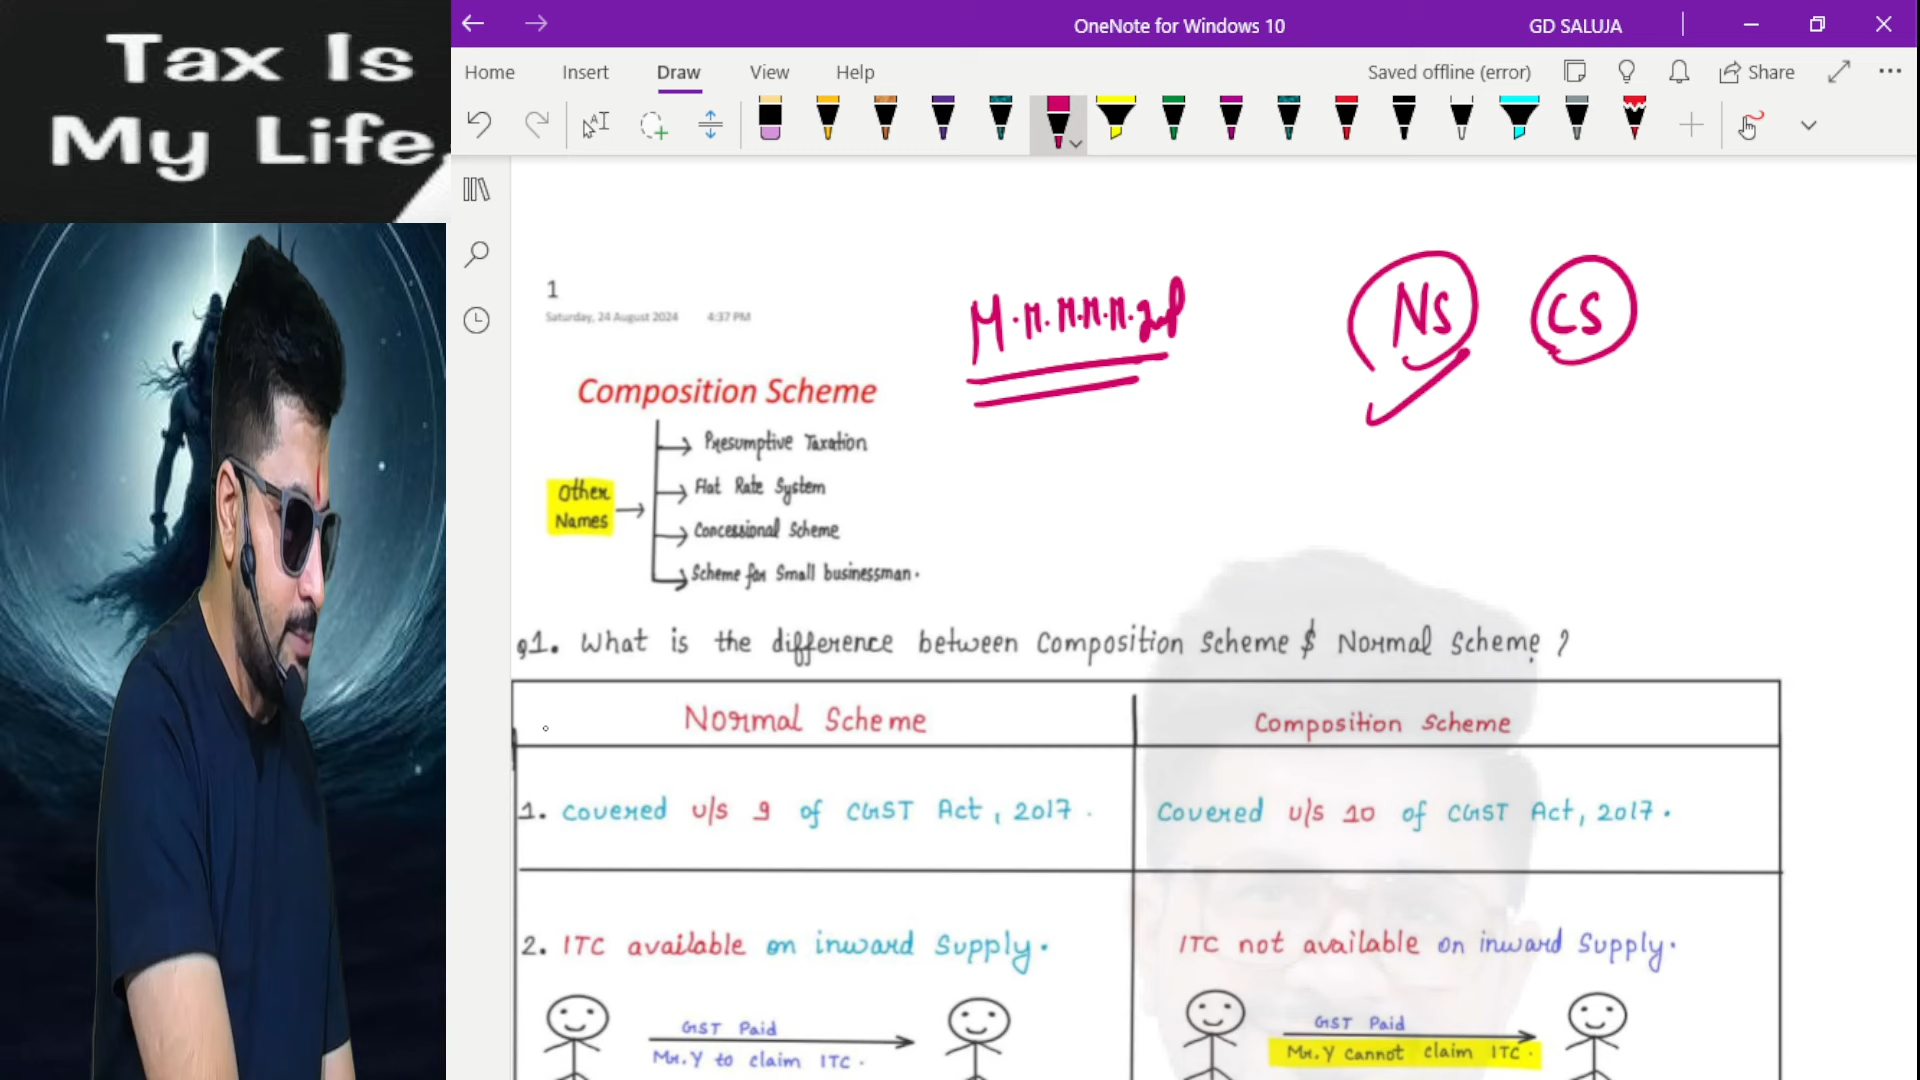 Tax Is
My Life.
OneNote for Windows 10
GD SALUJA
Home Insert Draw View Help
Saved offline (error)
Share
1
Saturday, 24 August 2024 4:37 PM
NS CS
Composition Scheme
Other
Names
Presumptive Taxation
Flat Rate System
Concessional Scheme
Scheme for Small businessman.
Q1. What is the difference between Composition Scheme & Normal Scheme ?
Normal Scheme
Composition Scheme
1. Covered u/s 9 of CGST Act, 2017.
Covered u/s 10 of CGST Act, 2017.
2. ITC available on inward Supply.
ITC not available on inward Supply.
GST Paid
Mr. Y to claim ITC.
GST Paid
Mr. Y cannot claim ITC.